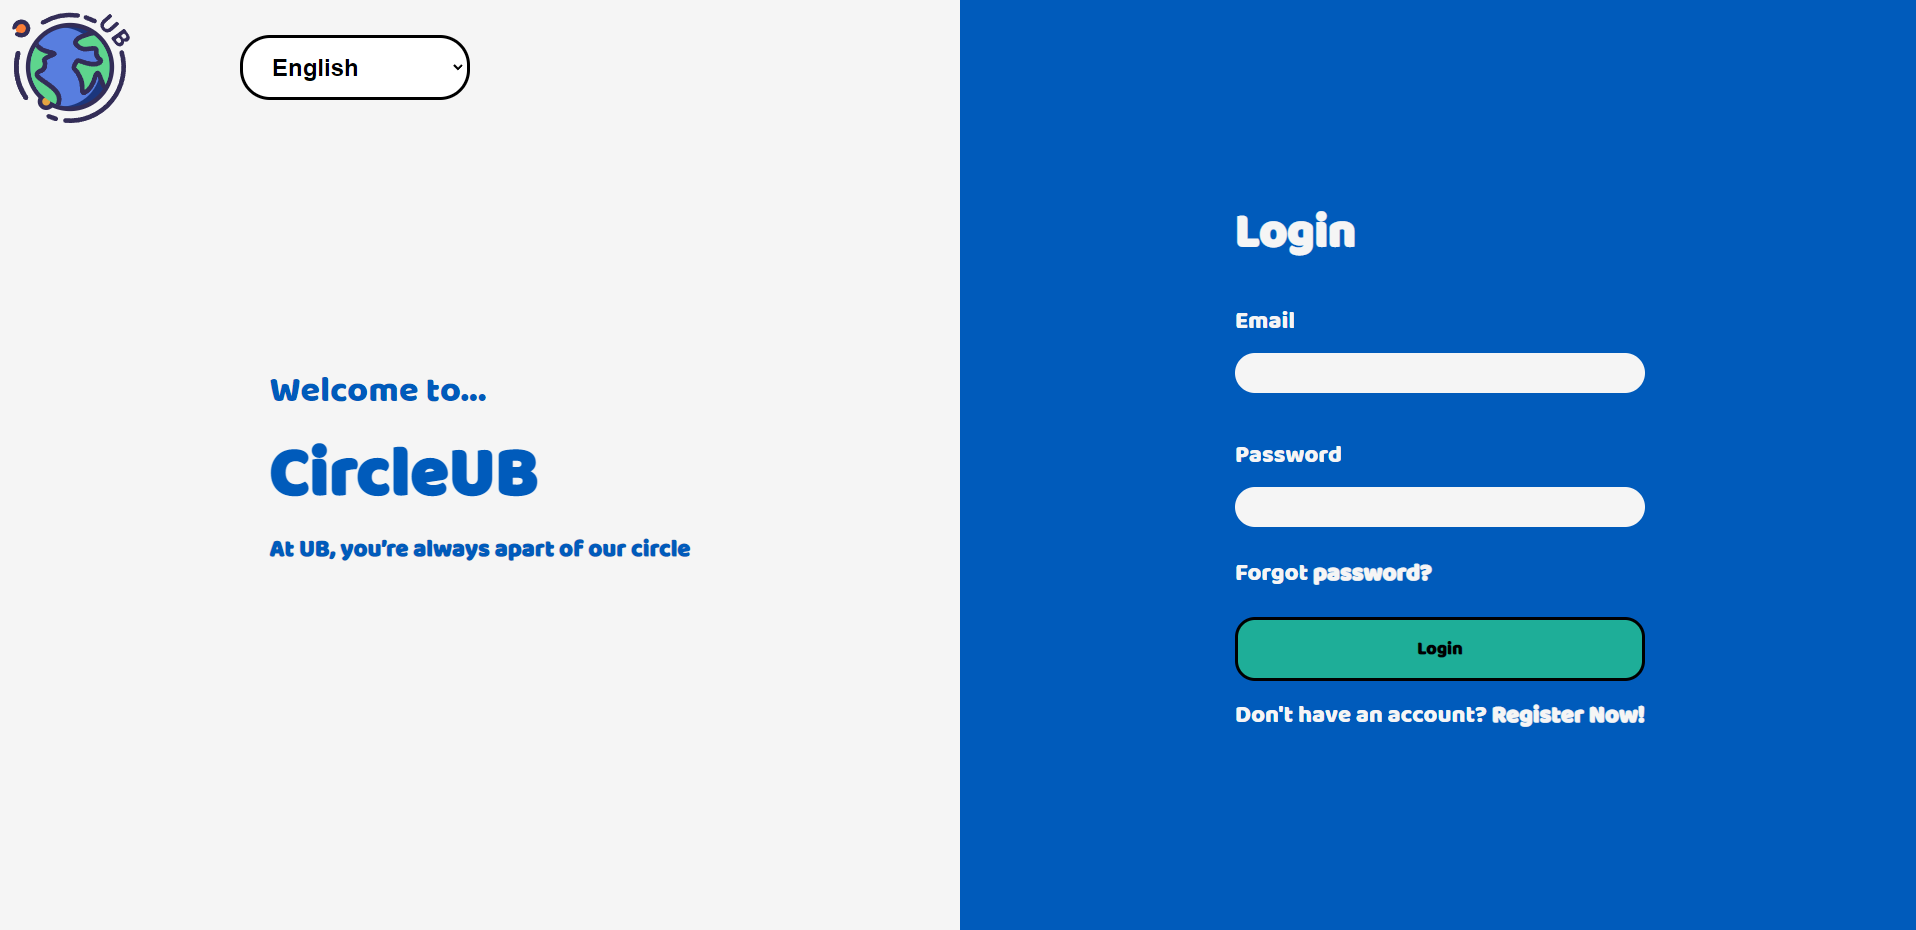 UB
English
Welcome to...
CircleUB
At UB, you're always apart of our circle
Login
Email
Password
Forgot password?
Login
Don't have an account? Register Now!